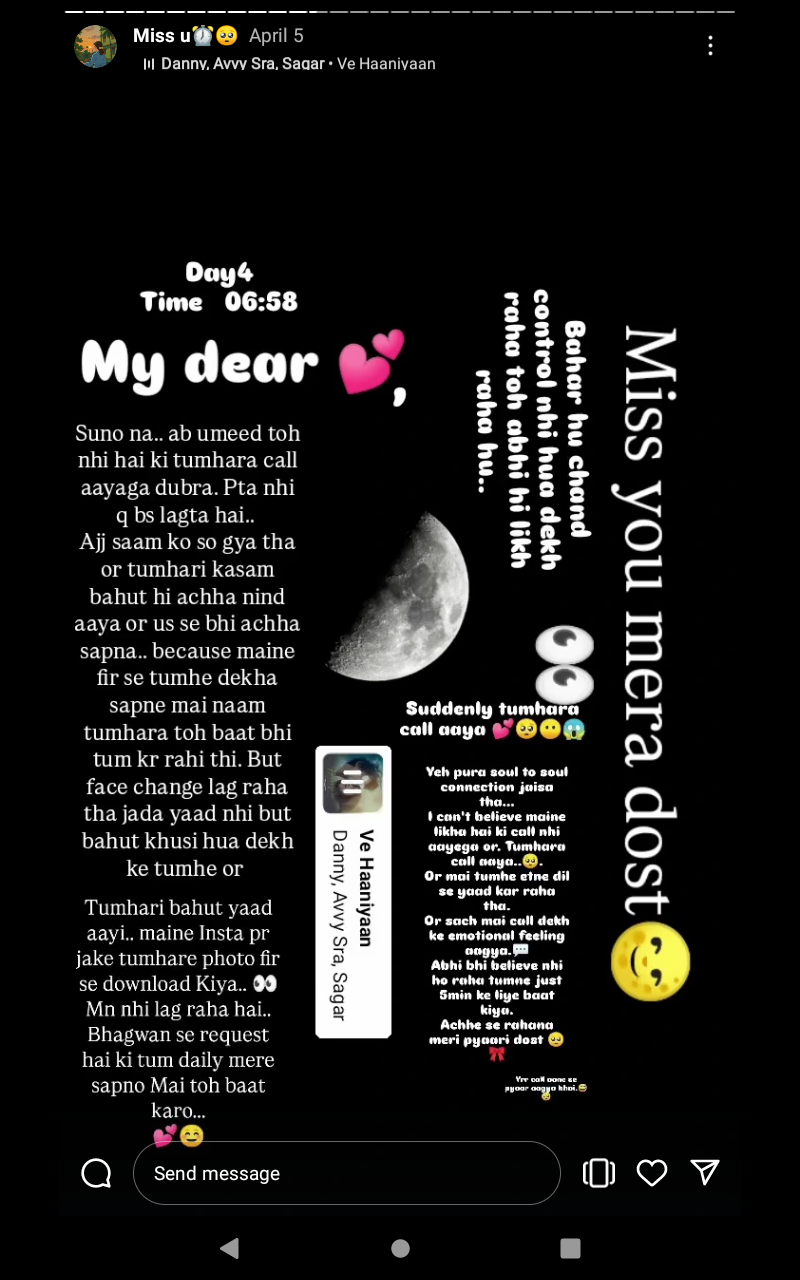 Miss u⏰🥺 April 5
Danny, Avvy Sra, Sagar • Ve Haaniyaan
Day4
Time 06:58
My dear 💕,
Suno na.. ab umeed toh
nhi hai ki tumhara call
aayaga dubra. Pta nhi
q bs lagta hai..
Ajj saam ko so gya tha
or tumhari kasam
bahut hi achha nind
aaya or us se bhi achha
sapna.. because maine
fir se tumhe dekha
sapne mai naam
tumhara toh baat bhi
tum kr rahi thi. But
face change lag raha
tha jada yaad nhi but
bahut khusi hua dekh
ke tumhe or
Tumhari bahut yaad
aayi.. maine Insta pr
jake tumhare photo fir
se download Kiya.. 👀
Mn nhi lag raha hai..
Bhagwan se request
hai ki tum daily mere
sapno Mai toh baat
karo...
💕😊
Bahar hu chand
control nhi hua dekh
raha toh abhi hi likh
raha hu..
👀
Miss you mera dost🌝
Suddenly tumhara
call aaya 💕🥺😶😱
Yeh pura soul to soul
connection jaisa
tha...
I can't believe maine
likha hai ki call nhi
aayega or. Tumhara
call aaya..🥺.
Or mai tumhe etne dil
se yaad kar raha
tha.
Or sach mai call dekh
ke emotional feeling
aagya.💬
Abhi bhi believe nhi
ho raha tumne just
5min ke liye baat
kiya.
Achhe se rahana
meri pyaari dost 🥺
🎀
Yrr call aane se
pyaar aagya bhai.😅
Ve Haaniyaan
Danny, Avvy Sra, Sagar
Send message